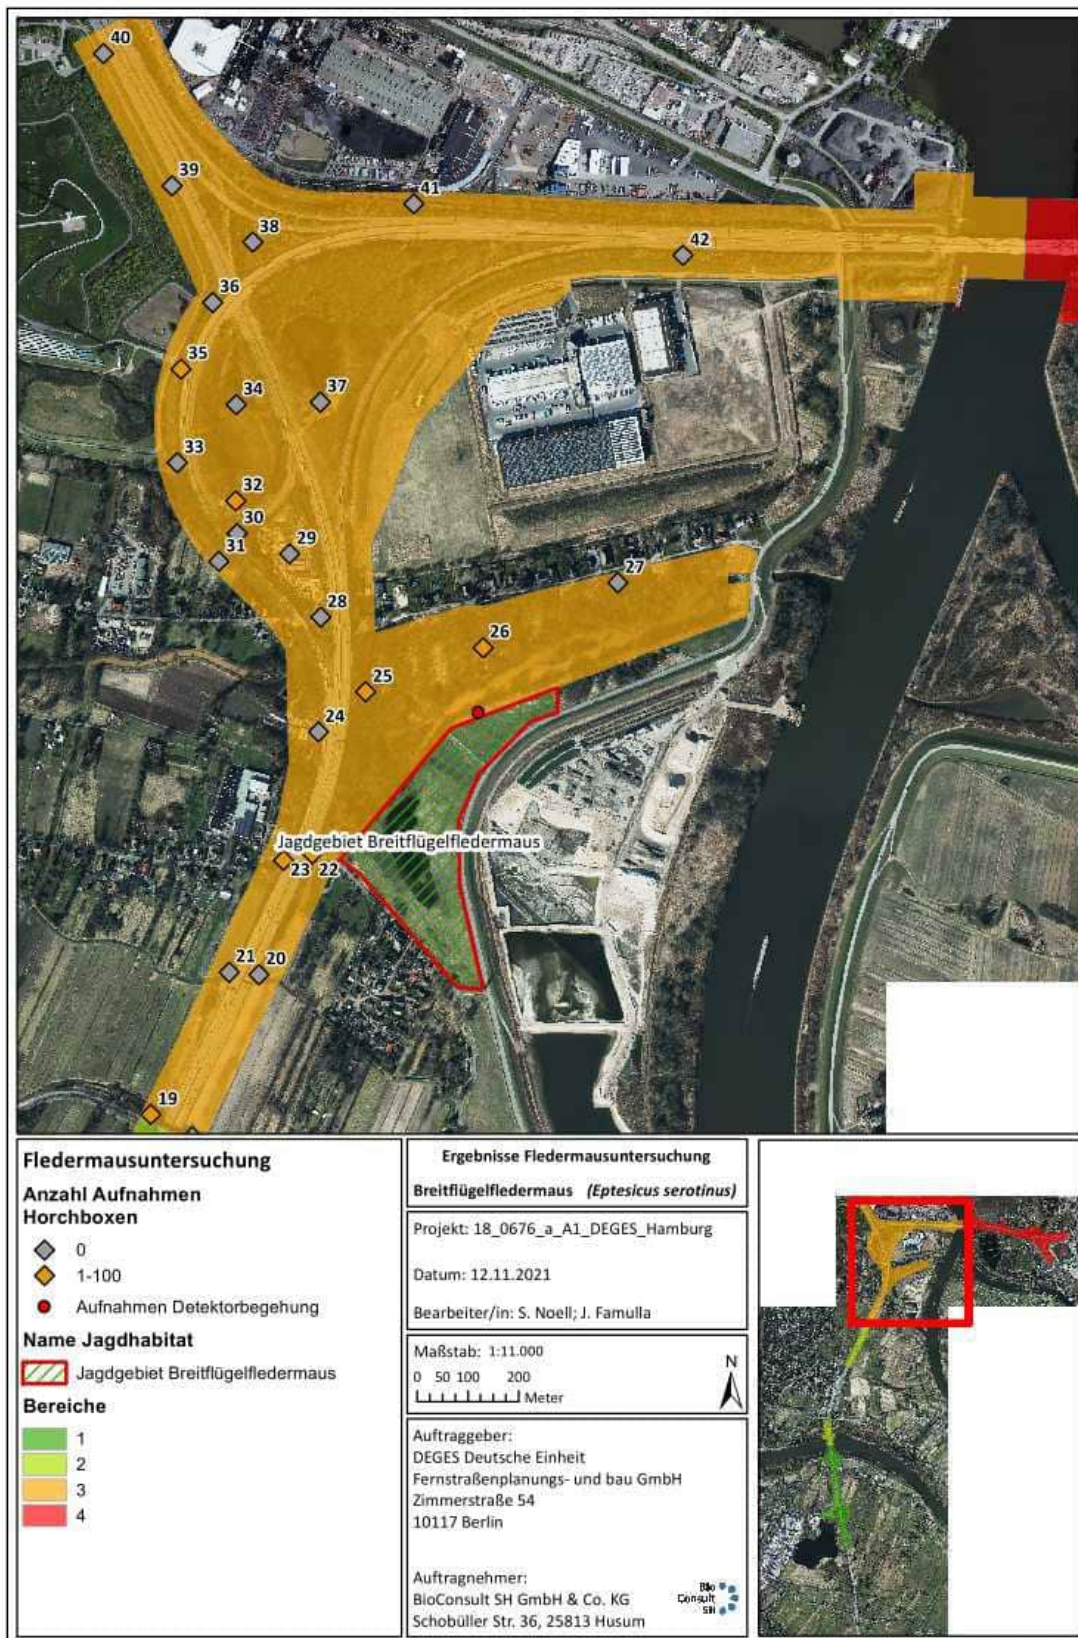 40
39
41
38
42
36
35
34
37
33
32
30
31
29
28
27
26
25
24
Jagdgebiet Breitflügelfledermaus
23
22
21
20
19
Fledermausuntersuchung
Anzahl Aufnahmen
Horchboxen
0
1-100
Aufnahmen Detektorbegehung
Name Jagdhabitat
Jagdgebiet Breitflügelfledermaus
Bereiche
1
2
3
4
Ergebnisse Fledermausuntersuchung
Breitflügelfledermaus (Eptesicus serotinus)
Projekt: 18_0676_a_A1_DEGES_Hamburg
Datum: 12.11.2021
Bearbeiter/in: S. Noell; J. Famulla
Maßstab: 1:11.000
0 50 100 200
Meter
N
Auftraggeber:
DEGES Deutsche Einheit
Fernstraßenplanungs- und bau GmbH
Zimmerstraße 54
10117 Berlin
Auftragnehmer:
BioConsult SH GmbH & Co. KG
Schobüller Str. 36, 25813 Husum
Bio
Consult
SH